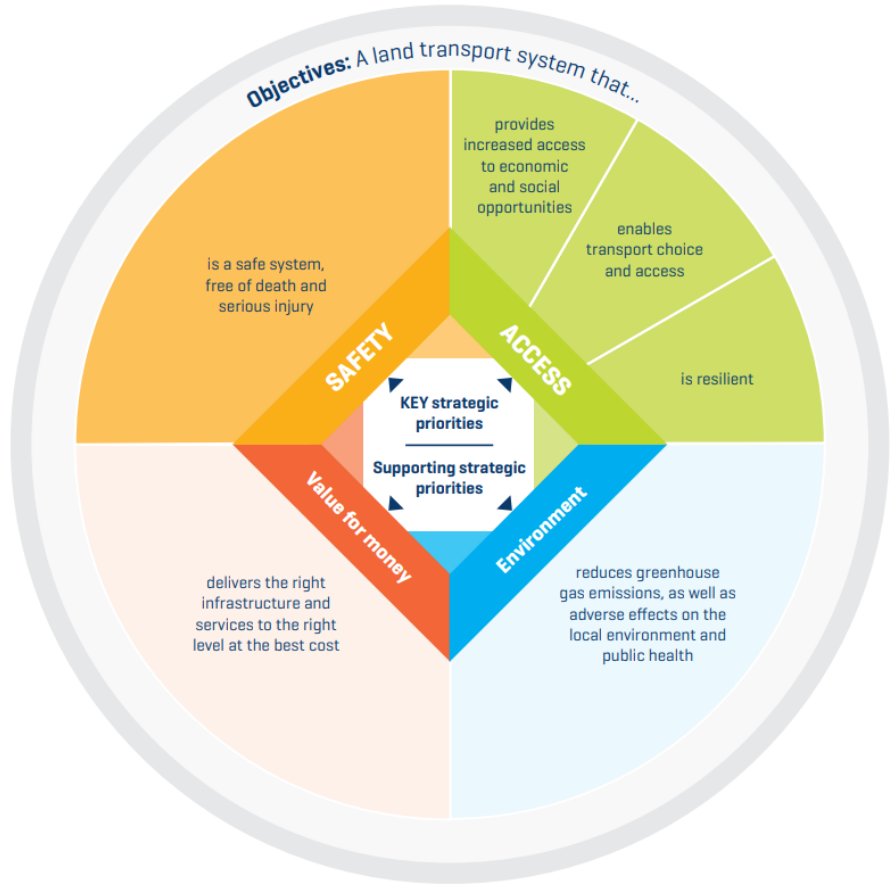 Objectives: A land transport system that...
provides
increased access
to economic
and social
opportunities
enables
transport choice
and access
is resilient
is a safe system,
free of death and
serious injury
SAFETY
ACCESS
KEY strategic
priorities
Supporting strategic
priorities
Value for money
Environment
delivers the right
infrastructure and
services to the right
level at the best cost
reduces greenhouse
gas emissions, as well as
adverse effects on the
local environment and
public health